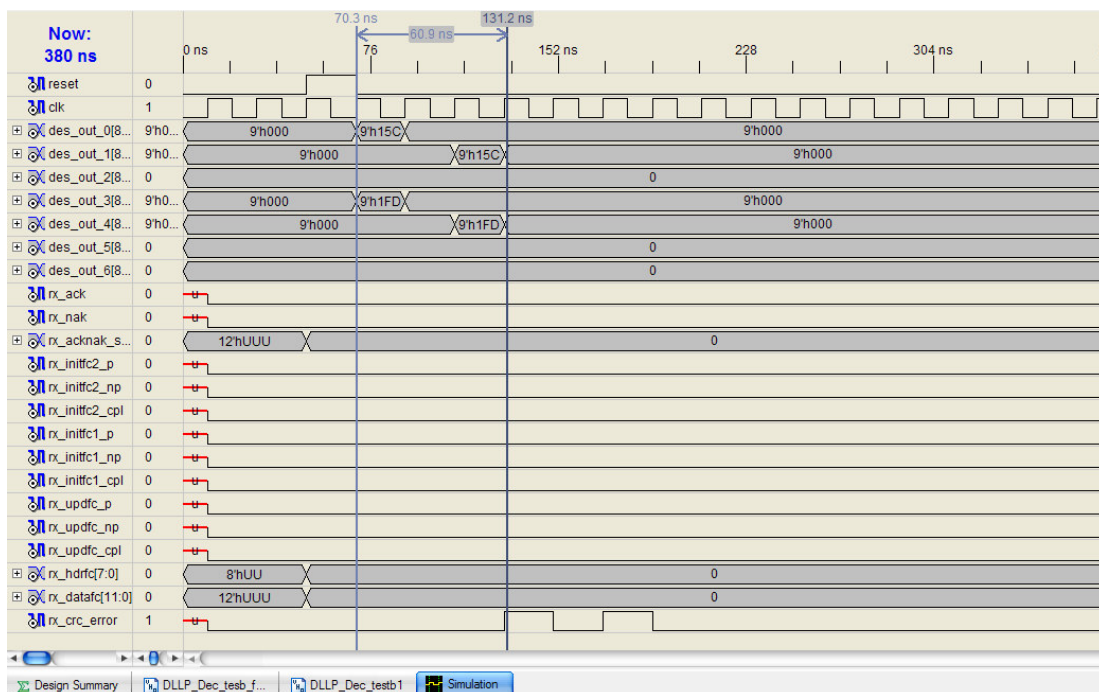 70.3 ns 131.2 ns
60.9 ns
Now:
380 ns
0 ns 76 152 ns 228 304 ns
reset 0
clk 1
des_out_0[8... 9'h0... 9'h000 9'h15C 9'h000
des_out_1[8... 9'h0... 9'h000 9'h15C 9'h000
des_out_2[8... 0 0
des_out_3[8... 9'h0... 9'h000 9'h1FD 9'h000
des_out_4[8... 9'h0... 9'h000 9'h1FD 9'h000
des_out_5[8... 0 0
des_out_6[8... 0 0
rx_ack 0 U
rx_nak 0 U
rx_acknak_s... 0 12'hUUU 0
rx_initfc2_p 0 U
rx_initfc2_np 0 U
rx_initfc2_cpl 0 U
rx_initfc1_p 0 U
rx_initfc1_np 0 U
rx_initfc1_cpl 0 U
rx_updfc_p 0 U
rx_updfc_np 0 U
rx_updfc_cpl 0 U
rx_hdrfc[7:0] 0 8'hUU 0
rx_datafc[11:0] 0 12'hUUU 0
rx_crc_error 1 U
Design Summary DLLP_Dec_tesb_f... DLLP_Dec_testb1 Simulation